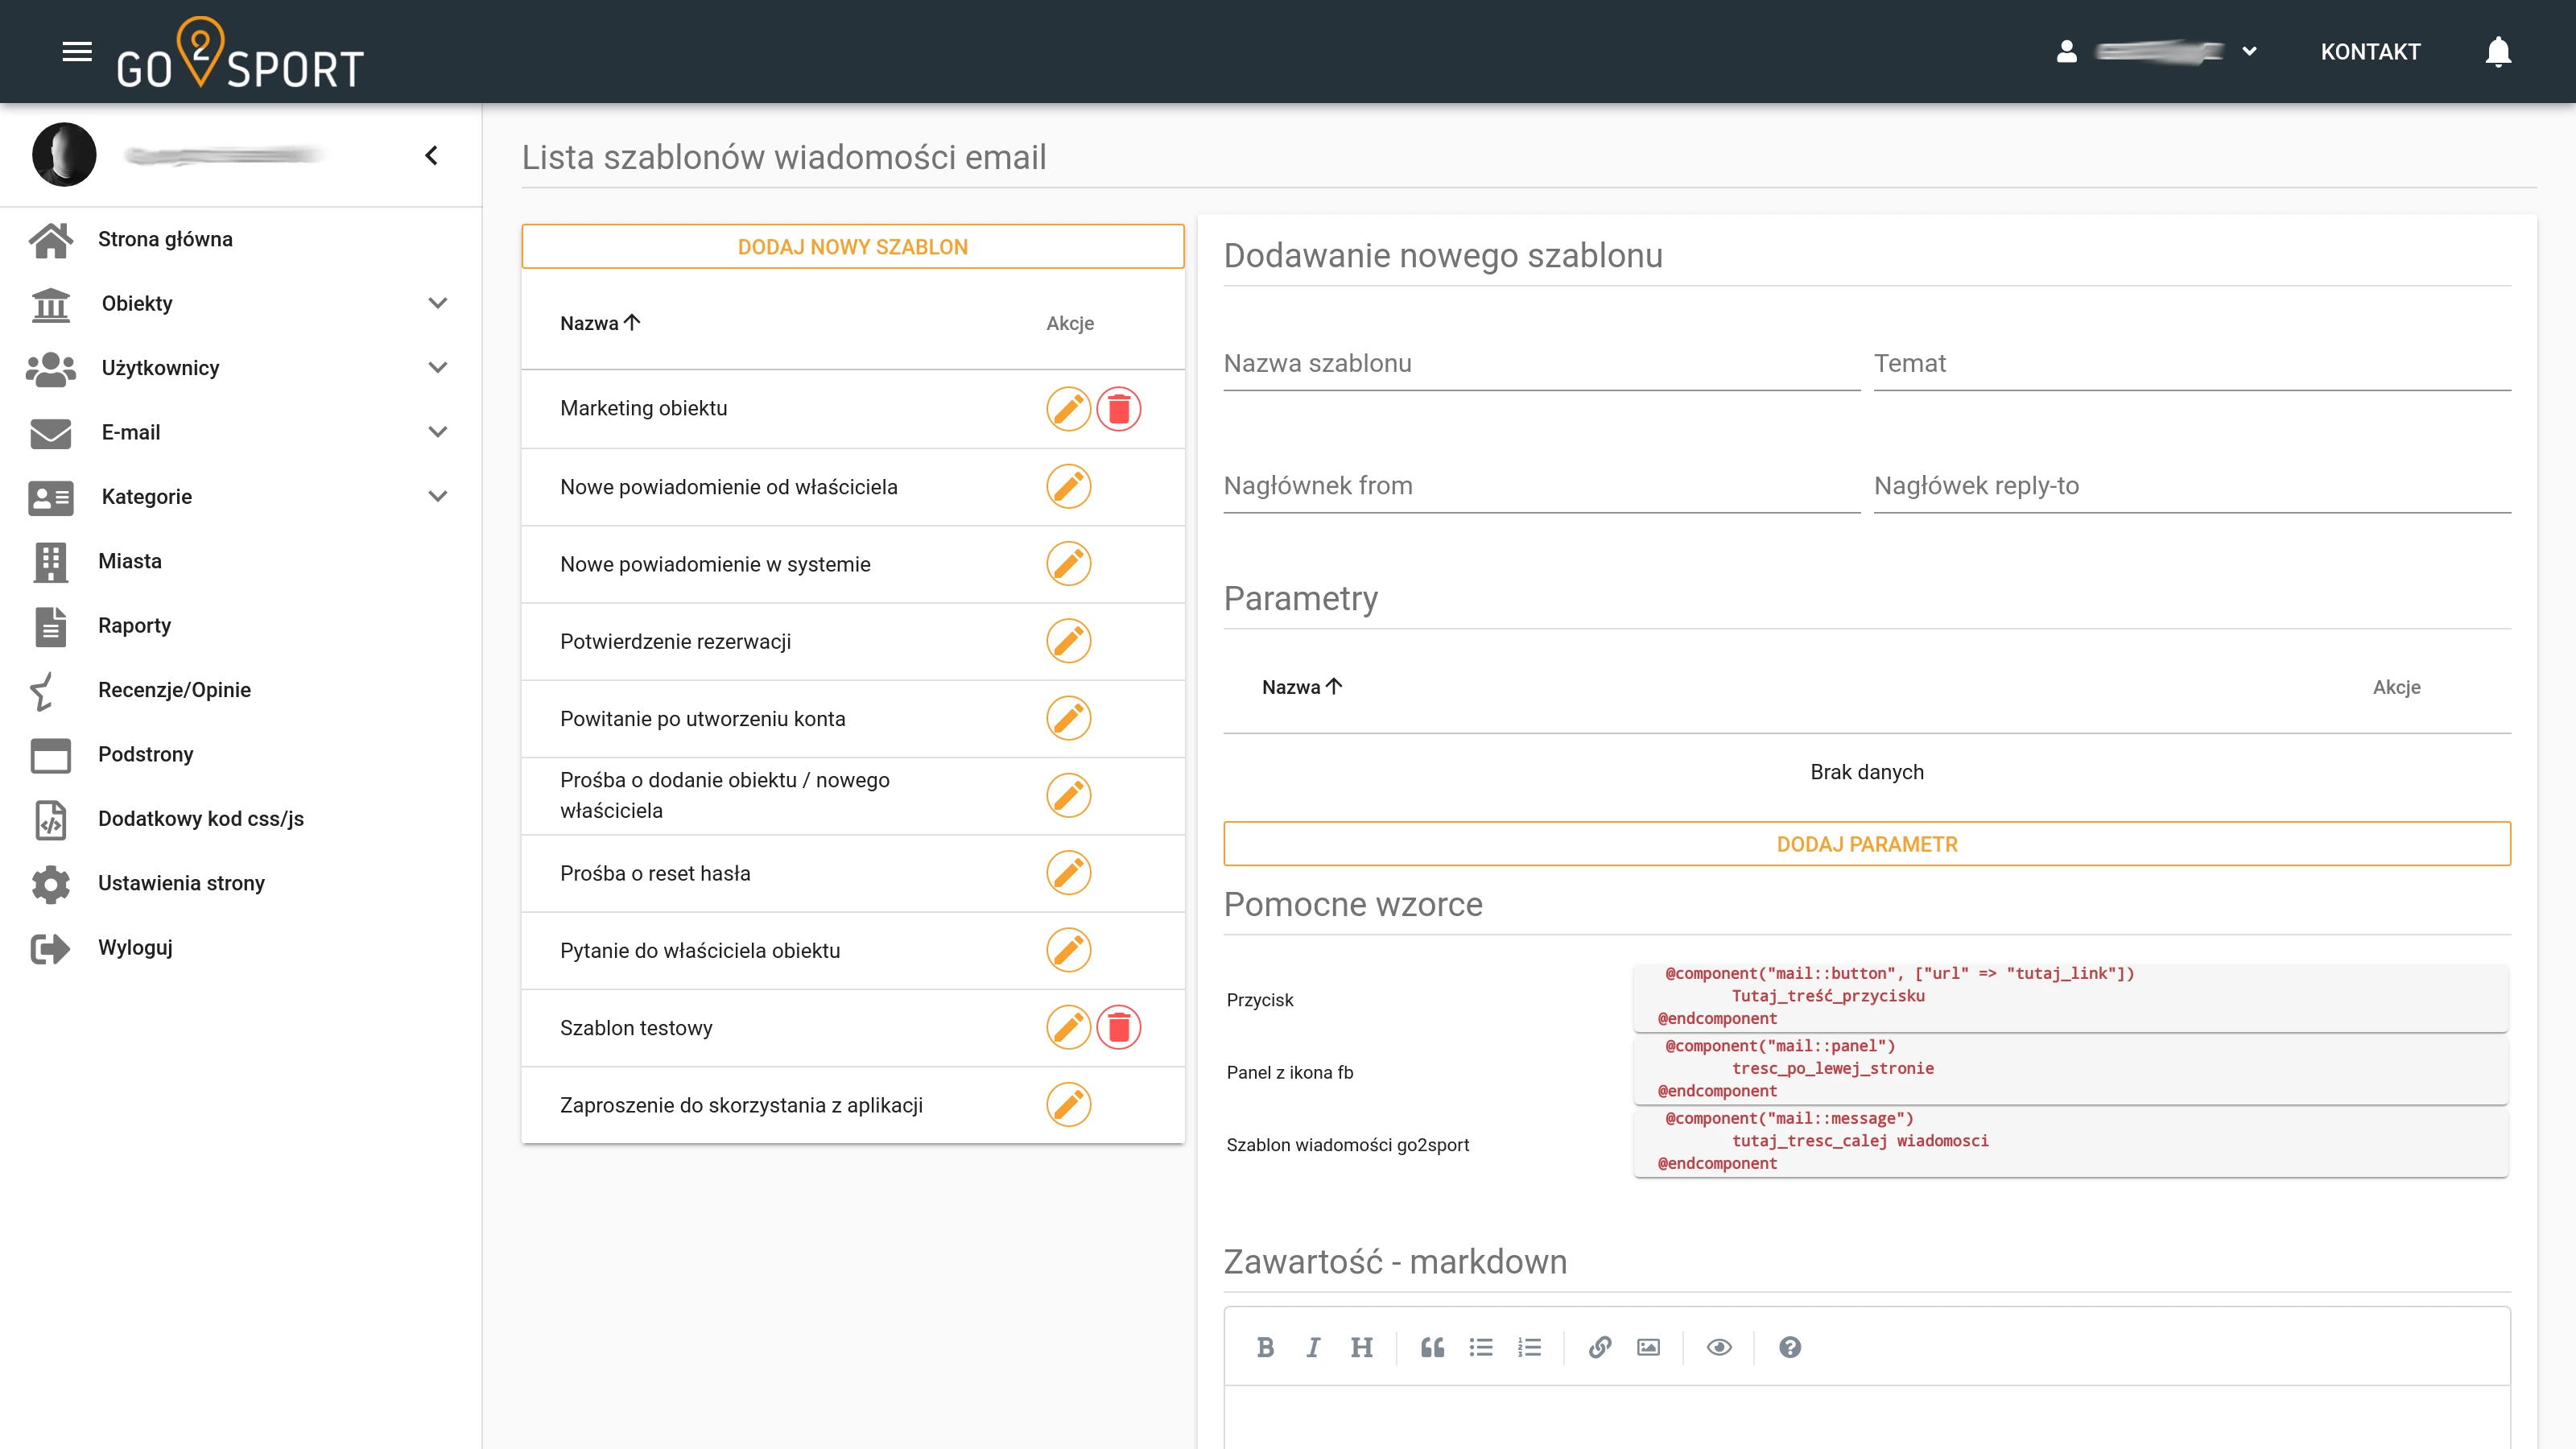 GO 2 SPORT
KONTAKT
Strona główna
Obiekty
Użytkownicy
E-mail
Kategorie
Miasta
Raporty
Recenzje/Opinie
Podstrony
Dodatkowy kod css/js
Ustawienia strony
Wyloguj
Lista szablonów wiadomości email
DODAJ NOWY SZABLON
Nazwa Akcje
Marketing obiektu
Nowe powiadomienie od właściciela
Nowe powiadomienie w systemie
Potwierdzenie rezerwacji
Powitanie po utworzeniu konta
Prośba o dodanie obiektu / nowego
właściciela
Prośba o reset hasła
Pytanie do właściciela obiektu
Szablon testowy
Zaproszenie do skorzystania z aplikacji
Dodawanie nowego szablonu
Nazwa szablonu Temat
Nagłównek from Nagłówek reply-to
Parametry
Nazwa Akcje
Brak danych
DODAJ PARAMETR
Pomocne wzorce
Przycisk
@component("mail::button", ["url" => "tutaj_link"])
Tutaj_treść_przycisku
@endcomponent
Panel z ikona fb
@component("mail::panel")
tresc_po_lewej_stronie
@endcomponent
Szablon wiadomości go2sport
@component("mail::message")
tutaj_tresc_calej wiadomosci
@endcomponent
Zawartość - markdown
B I H